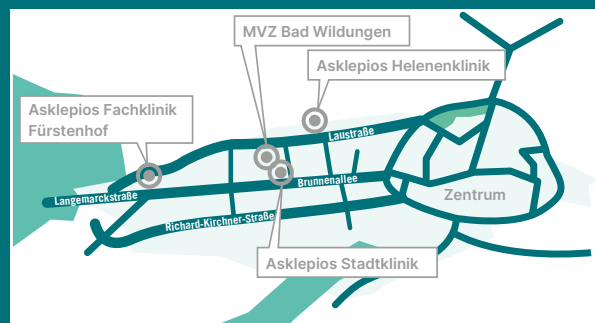 MVZ Bad Wildungen
Asklepios Helenenklinik
Asklepios Fachklinik
Fürstenhof
Laustraße
Brunnenallee
Langemarckstraße
Zentrum
Richard-Kirchner-Straße
Asklepios Stadtklinik